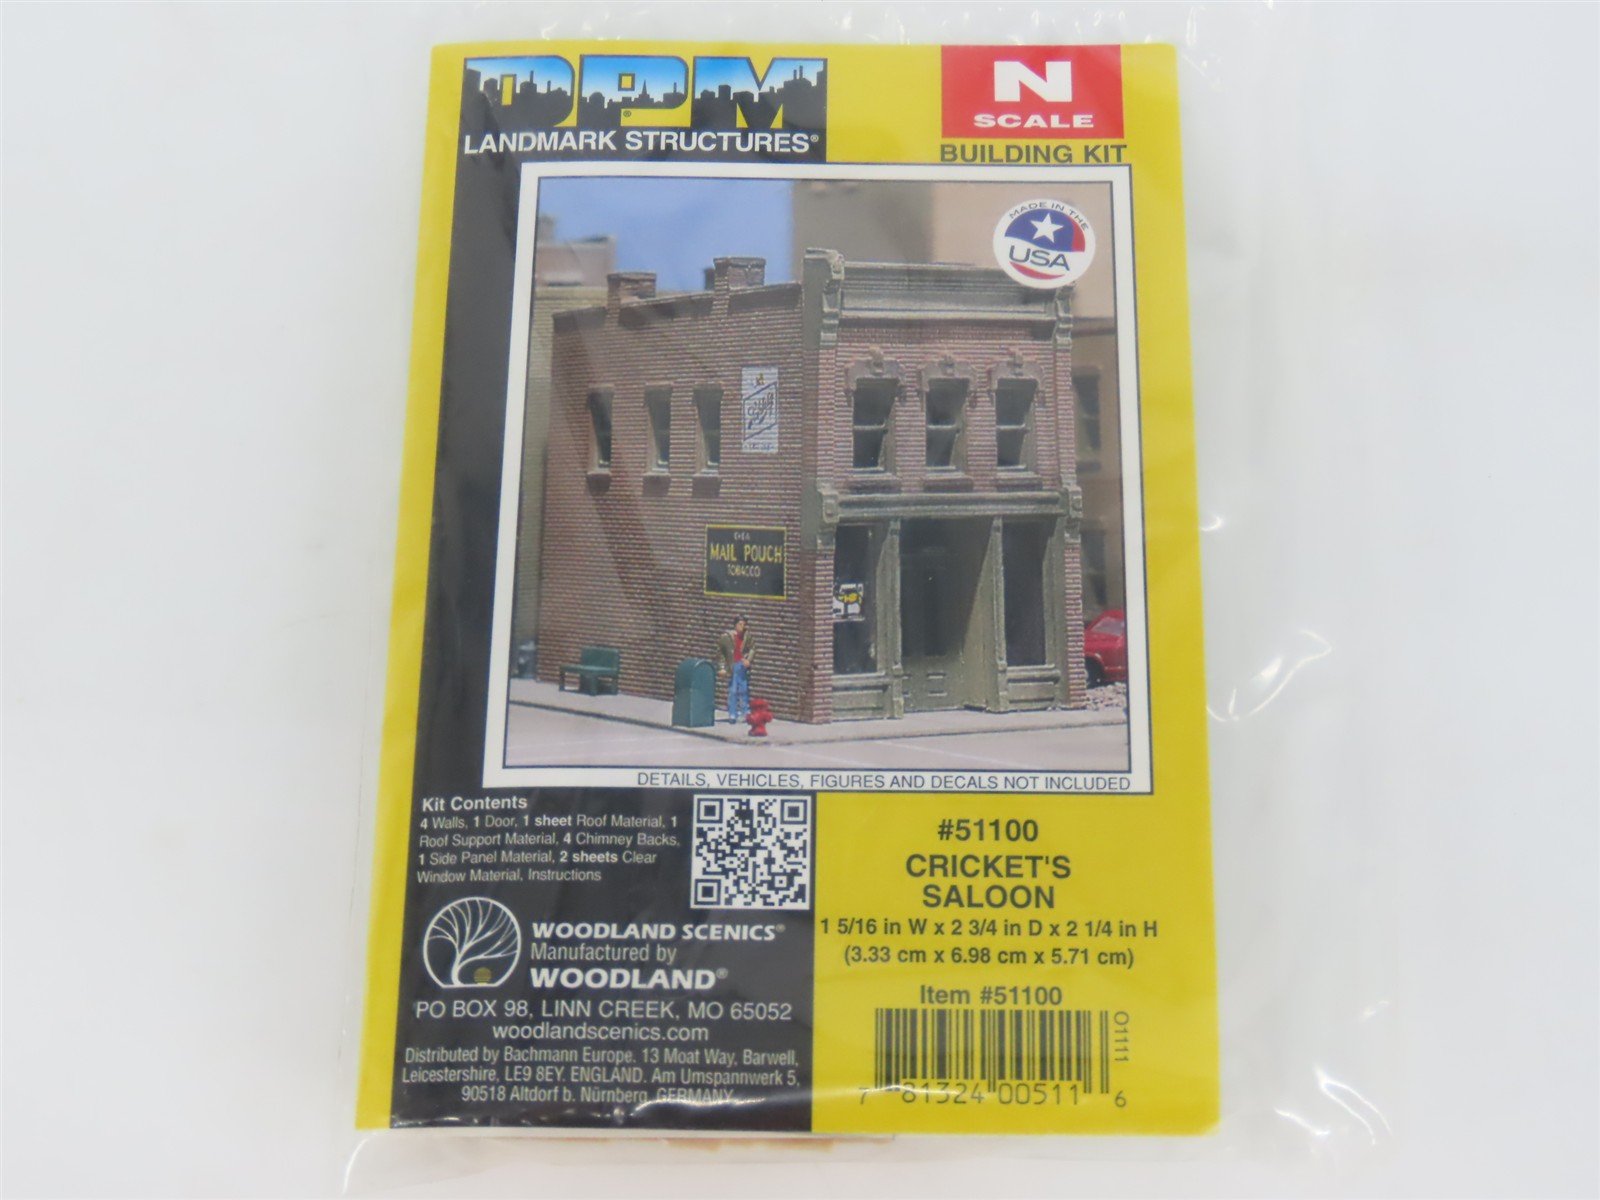 DPM®
LANDMARK STRUCTURES®
N
SCALE
BUILDING KIT
MADE IN THE
USA
MAIL POUCH
TOBACCO
DETAILS, VEHICLES, FIGURES AND DECALS NOT INCLUDED
Kit Contents
4 Walls, 1 Door, 1 sheet Roof Material, 1
Roof Support Material, 4 Chimney Backs,
1 Side Panel Material, 2 sheets Clear
Window Material, Instructions
WOODLAND SCENICS®
Manufactured by
WOODLAND®
PO BOX 98, LINN CREEK, MO 65052
woodlandscenics.com
Distributed by Bachmann Europe. 13 Moat Way, Barwell,
Leicestershire, LE9 8EY. ENGLAND. Am Umspannwerk 5,
90518 Altdorf b. Nürnberg, GERMANY
#51100
CRICKET'S
SALOON
1 5/16 in W x 2 3/4 in D x 2 1/4 in H
(3.33 cm x 6.98 cm x 5.71 cm)
Item #51100
01111
7 81324 00511 6